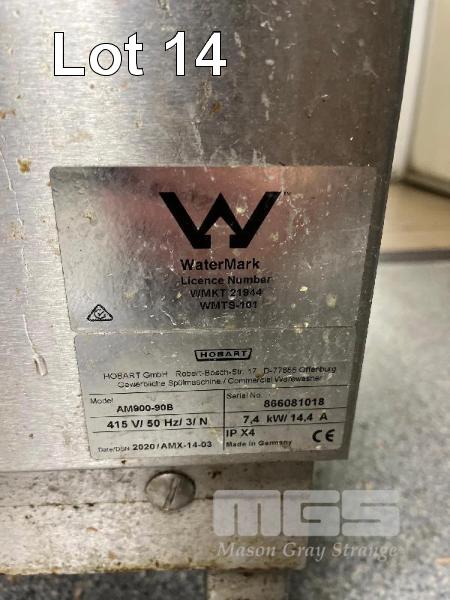 Lot 14
WaterMark
Licence Number
WMKT 21944
WMTS-101
HOBART
HOBART GmbH Robert-Bosch-Str. 17 D-77656 Offenburg
Gewerbliche Spülmaschine / Commercial Warewasher
Model AM900-90B
Serial No. 866081018
415 V/ 50 Hz/ 3/ N
7,4 kW/ 14,4 A
Date/DSN 2020/AMX-14-03
IP X4
Made in Germany
CE
MGS
Mason Gray Strange